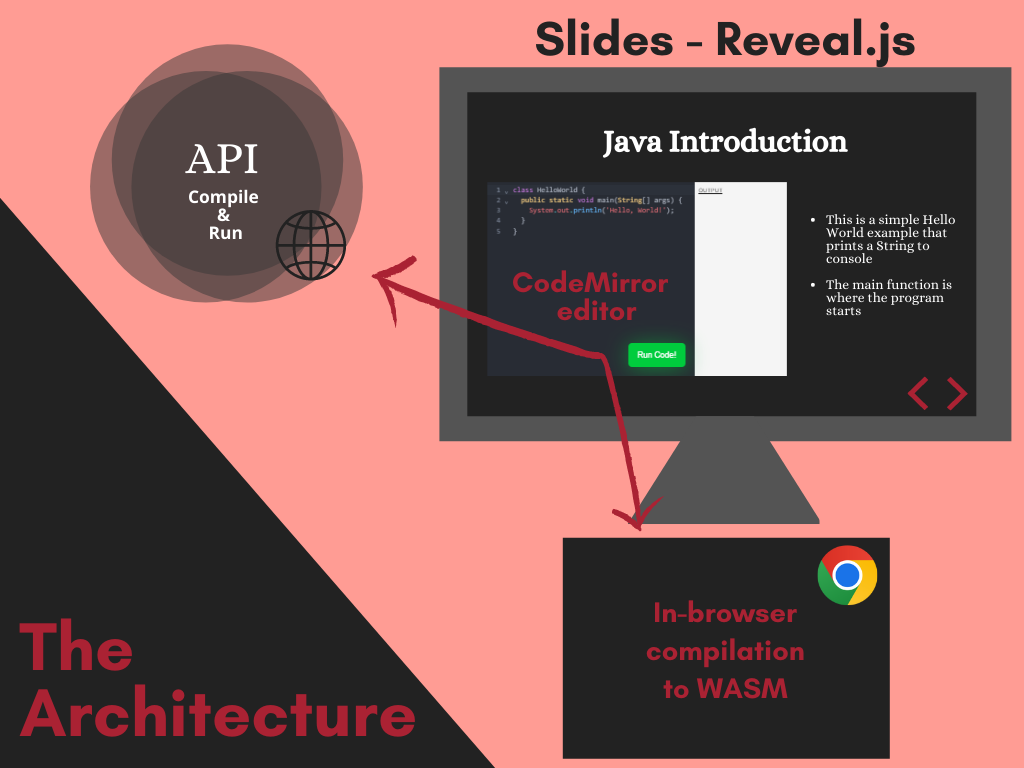 Slides - Reveal.js
API
Compile
&
Run
Java Introduction
1 class HelloWorld {
2 public static void main(String[] args) {
3 System.out.println('Hello, World!');
4 }
5 }
OUTPUT
CodeMirror
editor
Run Code!
• This is a simple Hello
World example that
prints a String to
console
• The main function is
where the program
starts
In-browser
compilation
to WASM
The
Architecture